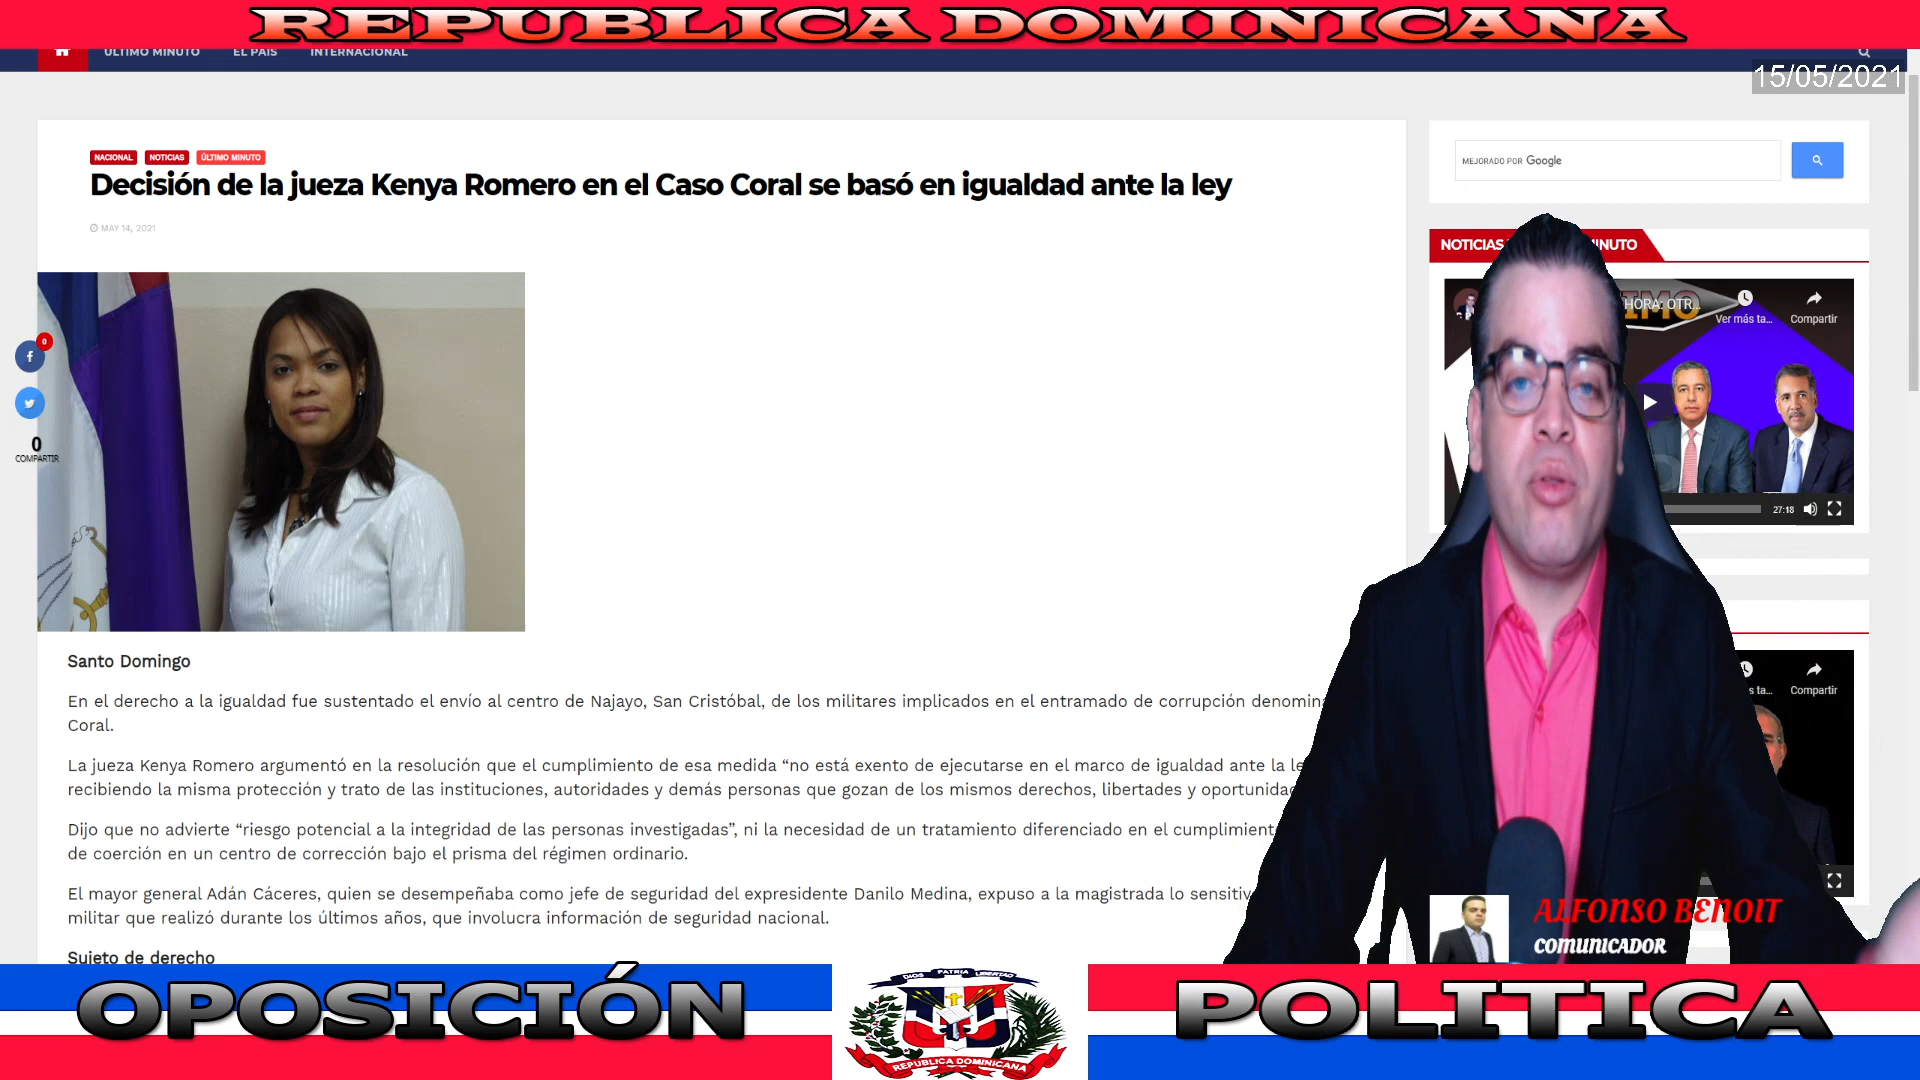 REPUBLICA DOMINICANA
ÚLTIMO MINUTO EL PAÍS INTERNACIONAL
15/05/2021
NACIONAL NOTICIAS ÚLTIMO MINUTO
Decisión de la jueza Kenya Romero en el Caso Coral se basó en igualdad ante la ley
MAY 14, 2021
MEJORADO POR Google
NOTICIAS
HORA: OTR...
Ver más ta...
Compartir
27:18
0
0
COMPARTIR
Santo Domingo
En el derecho a la igualdad fue sustentado el envío al centro de Najayo, San Cristóbal, de los militares implicados en el entramado de corrupción
Coral.
La jueza Kenya Romero argumentó en la resolución que el cumplimiento de esa medida “no está exento de ejecutarse en el marco de igualdad ante la
recibiendo la misma protección y trato de las instituciones, autoridades y demás personas que gozan de los mismos derechos, libertades y
Dijo que no advierte “riesgo potencial a la integridad de las personas investigadas”, ni la necesidad de un tratamiento diferenciado en el
de coerción en un centro de corrección bajo el prisma del régimen ordinario.
El mayor general Adán Cáceres, quien se desempeñaba como jefe de seguridad del expresidente Danilo Medina, expuso a la magistrada lo
militar que realizó durante los últimos años, que involucra información de seguridad nacional.
Sujeto de derecho
Compartir
ALFONSO BENOIT
COMUNICADOR
OPOSICIÓN POLITICA
DIOS PATRIA LIBERTAD
REPUBLICA DOMINICANA